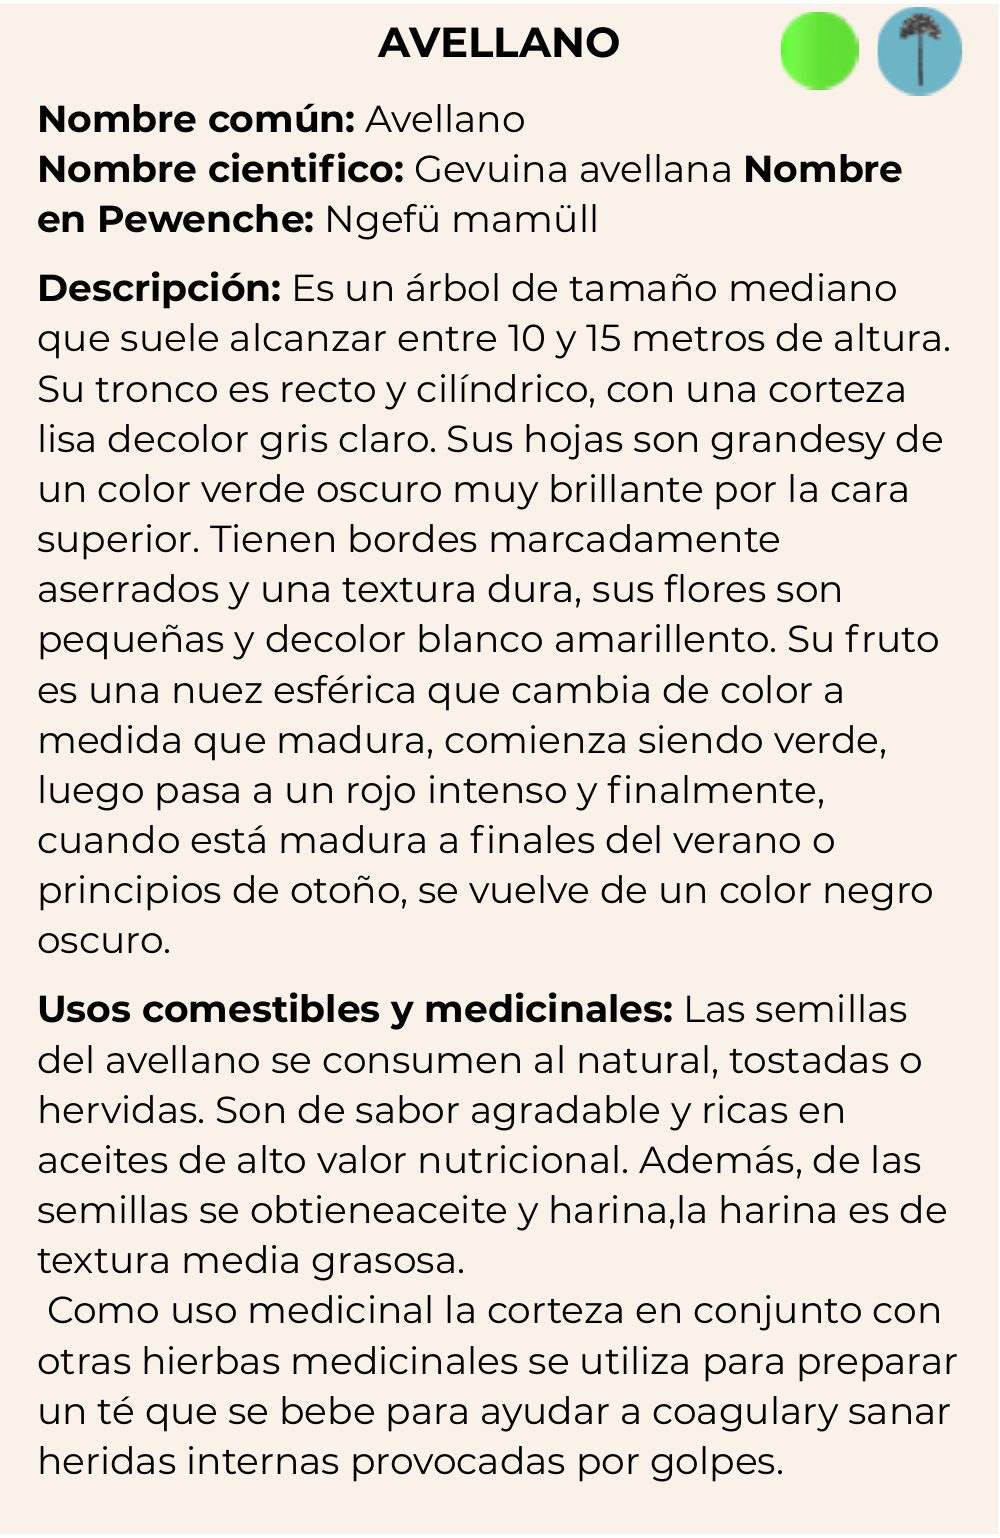 AVELLANO
Nombre común: Avellano
Nombre cientifico: Gevuina avellana Nombre
en Pewenche: Ngefü mamüll
Descripción: Es un árbol de tamaño mediano
que suele alcanzar entre 10 y 15 metros de altura.
Su tronco es recto y cilíndrico, con una corteza
lisa decolor gris claro. Sus hojas son grandesy de
un color verde oscuro muy brillante por la cara
superior. Tienen bordes marcadamente
aserrados y una textura dura, sus flores son
pequeñas y decolor blanco amarillento. Su fruto
es una nuez esférica que cambia de color a
medida que madura, comienza siendo verde,
luego pasa a un rojo intenso y finalmente,
cuando está madura a finales del verano o
principios de otoño, se vuelve de un color negro
oscuro.
Usos comestibles y medicinales: Las semillas
del avellano se consumen al natural, tostadas o
hervidas. Son de sabor agradable y ricas en
aceites de alto valor nutricional. Además, de las
semillas se obtieneaceite y harina,la harina es de
textura media grasosa.
Como uso medicinal la corteza en conjunto con
otras hierbas medicinales se utiliza para preparar
un té que se bebe para ayudar a coagulary sanar
heridas internas provocadas por golpes.